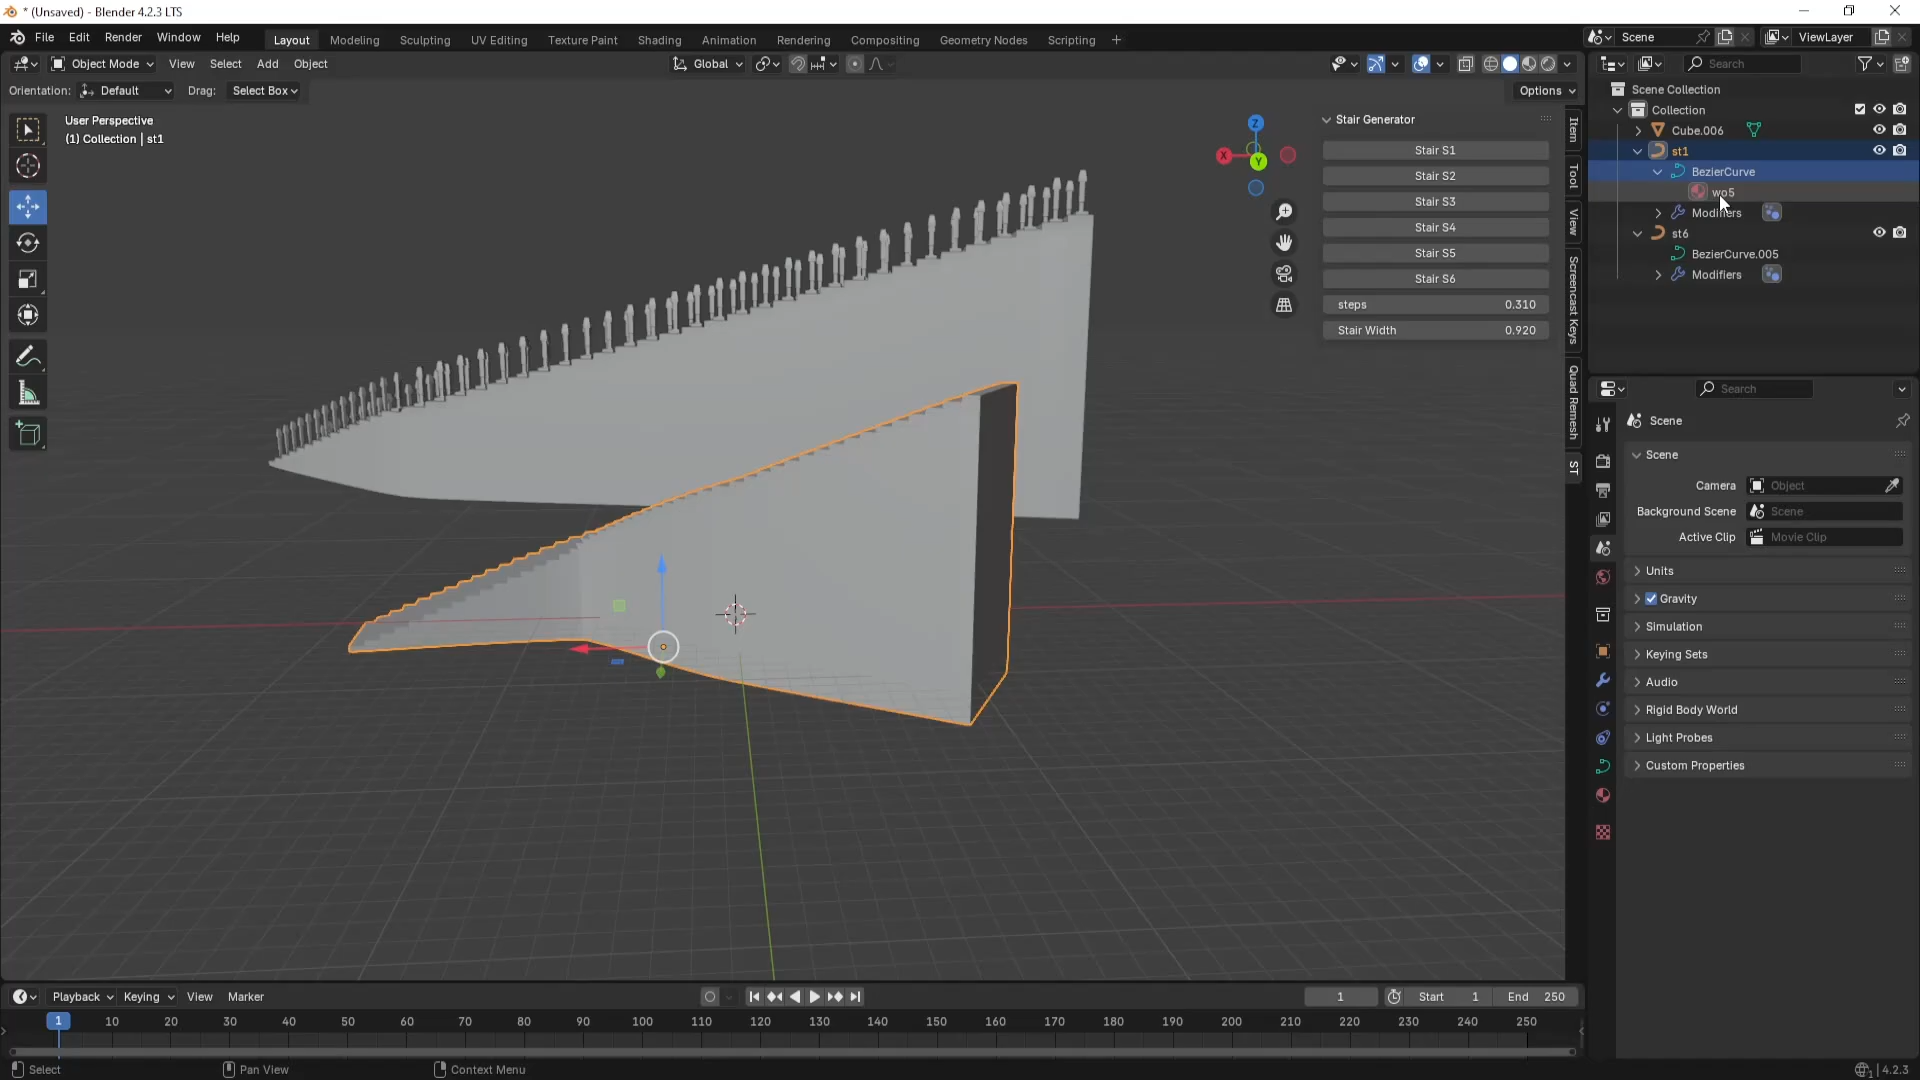 * (Unsaved) - Blender 4.2.3 LTS
File Edit Render Window Help
Layout Modeling Sculpting UV Editing Texture Paint Shading Animation Rendering Compositing Geometry Nodes Scripting +
Scene ViewLayer
Object Mode View Select Add Object
Global
Search
Orientation: Default Drag: Select Box
Options
User Perspective
(1) Collection | st1
Z
X
Y
Stair Generator
Stair S1
Stair S2
Stair S3
Stair S4
Stair S5
Stair S6
steps 0.310
Stair Width 0.920
Item
Tool
View
Screencast Keys
Quad Remesh
ST
Scene Collection
Collection
Cube.006
st1
BezierCurve
wo5
Modifiers
st6
BezierCurve.005
Modifiers
Search
Scene
Scene
Camera Object
Background Scene Scene
Active Clip Movie Clip
Units
Gravity
Simulation
Keying Sets
Audio
Rigid Body World
Light Probes
Custom Properties
Playback Keying View Marker
1 Start 1 End 250
1 10 20 30 40 50 60 70 80 90 100 110 120 130 140 150 160 170 180 190 200 210 220 230 240 250
Select Pan View Context Menu
4.2.3